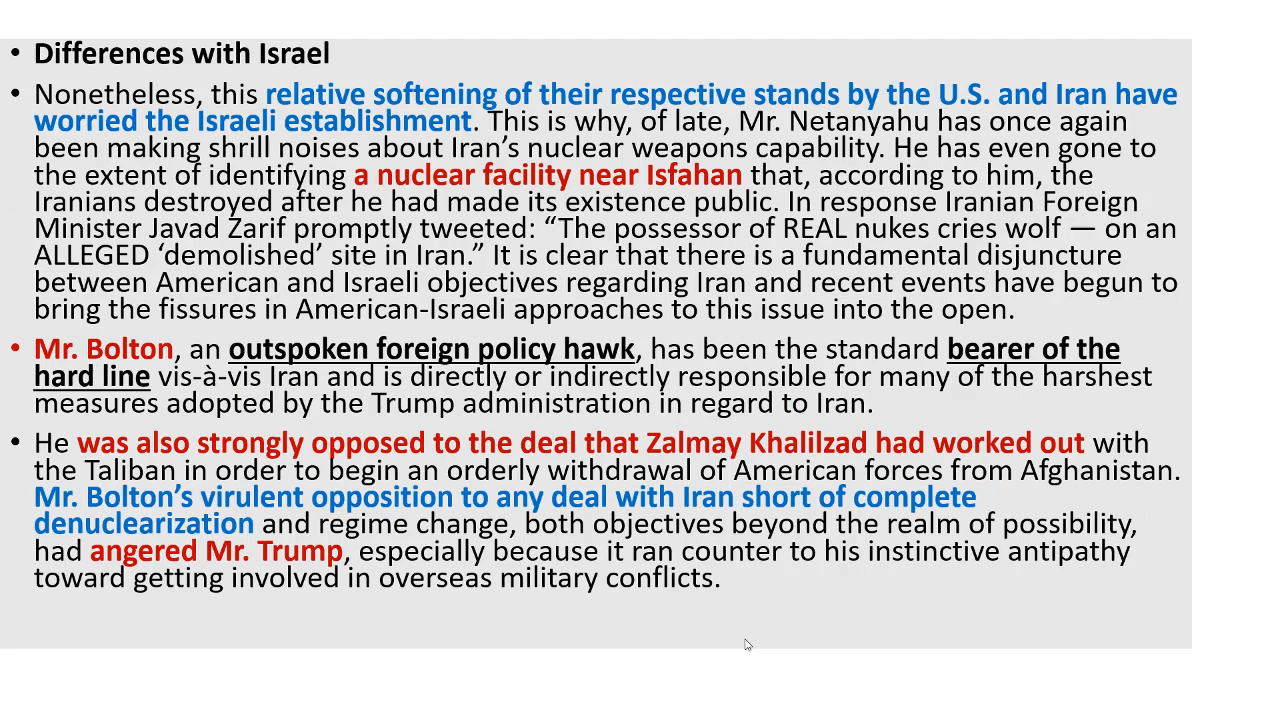 • Differences with Israel
• Nonetheless, this relative softening of their respective stands by the U.S. and Iran have
worried the Israeli establishment. This is why, of late, Mr. Netanyahu has once again
been making shrill noises about Iran’s nuclear weapons capability. He has even gone to
the extent of identifying a nuclear facility near Isfahan that, according to him, the
Iranians destroyed after he had made its existence public. In response Iranian Foreign
Minister Javad Zarif promptly tweeted: “The possessor of REAL nukes cries wolf — on an
ALLEGED ‘demolished’ site in Iran.” It is clear that there is a fundamental disjuncture
between American and Israeli objectives regarding Iran and recent events have begun to
bring the fissures in American-Israeli approaches to this issue into the open.
• Mr. Bolton, an outspoken foreign policy hawk, has been the standard bearer of the
hard line vis-à-vis Iran and is directly or indirectly responsible for many of the harshest
measures adopted by the Trump administration in regard to Iran.
• He was also strongly opposed to the deal that Zalmay Khalilzad had worked out with
the Taliban in order to begin an orderly withdrawal of American forces from Afghanistan.
Mr. Bolton’s virulent opposition to any deal with Iran short of complete
denuclearization and regime change, both objectives beyond the realm of possibility,
had angered Mr. Trump, especially because it ran counter to his instinctive antipathy
toward getting involved in overseas military conflicts.